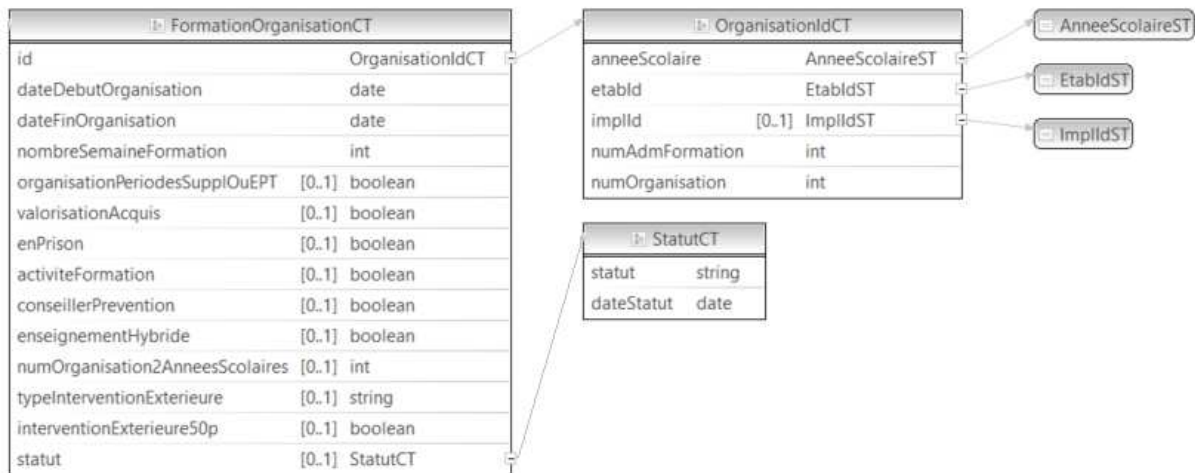 FormationOrganisationCT
id OrganisationIdCT
dateDebutOrganisation date
dateFinOrganisation date
nombreSemaineFormation int
organisationPeriodesSupplOuEPT [0..1] boolean
valorisationAcquis [0..1] boolean
enPrison [0..1] boolean
activiteFormation [0..1] boolean
conseillerPrevention [0..1] boolean
enseignementHybride [0..1] boolean
numOrganisation2AnneesScolaires [0..1] int
typeInterventionExterieure [0..1] string
interventionExterieure50p [0..1] boolean
statut [0..1] StatutCT
OrganisationIdCT
anneeScolaire AnneeScolaireST
etabId EtabIdST
implId [0..1] ImplIdST
numAdmFormation int
numOrganisation int
StatutCT
statut string
dateStatut date
AnneeScolaireST
EtabIdST
ImplIdST